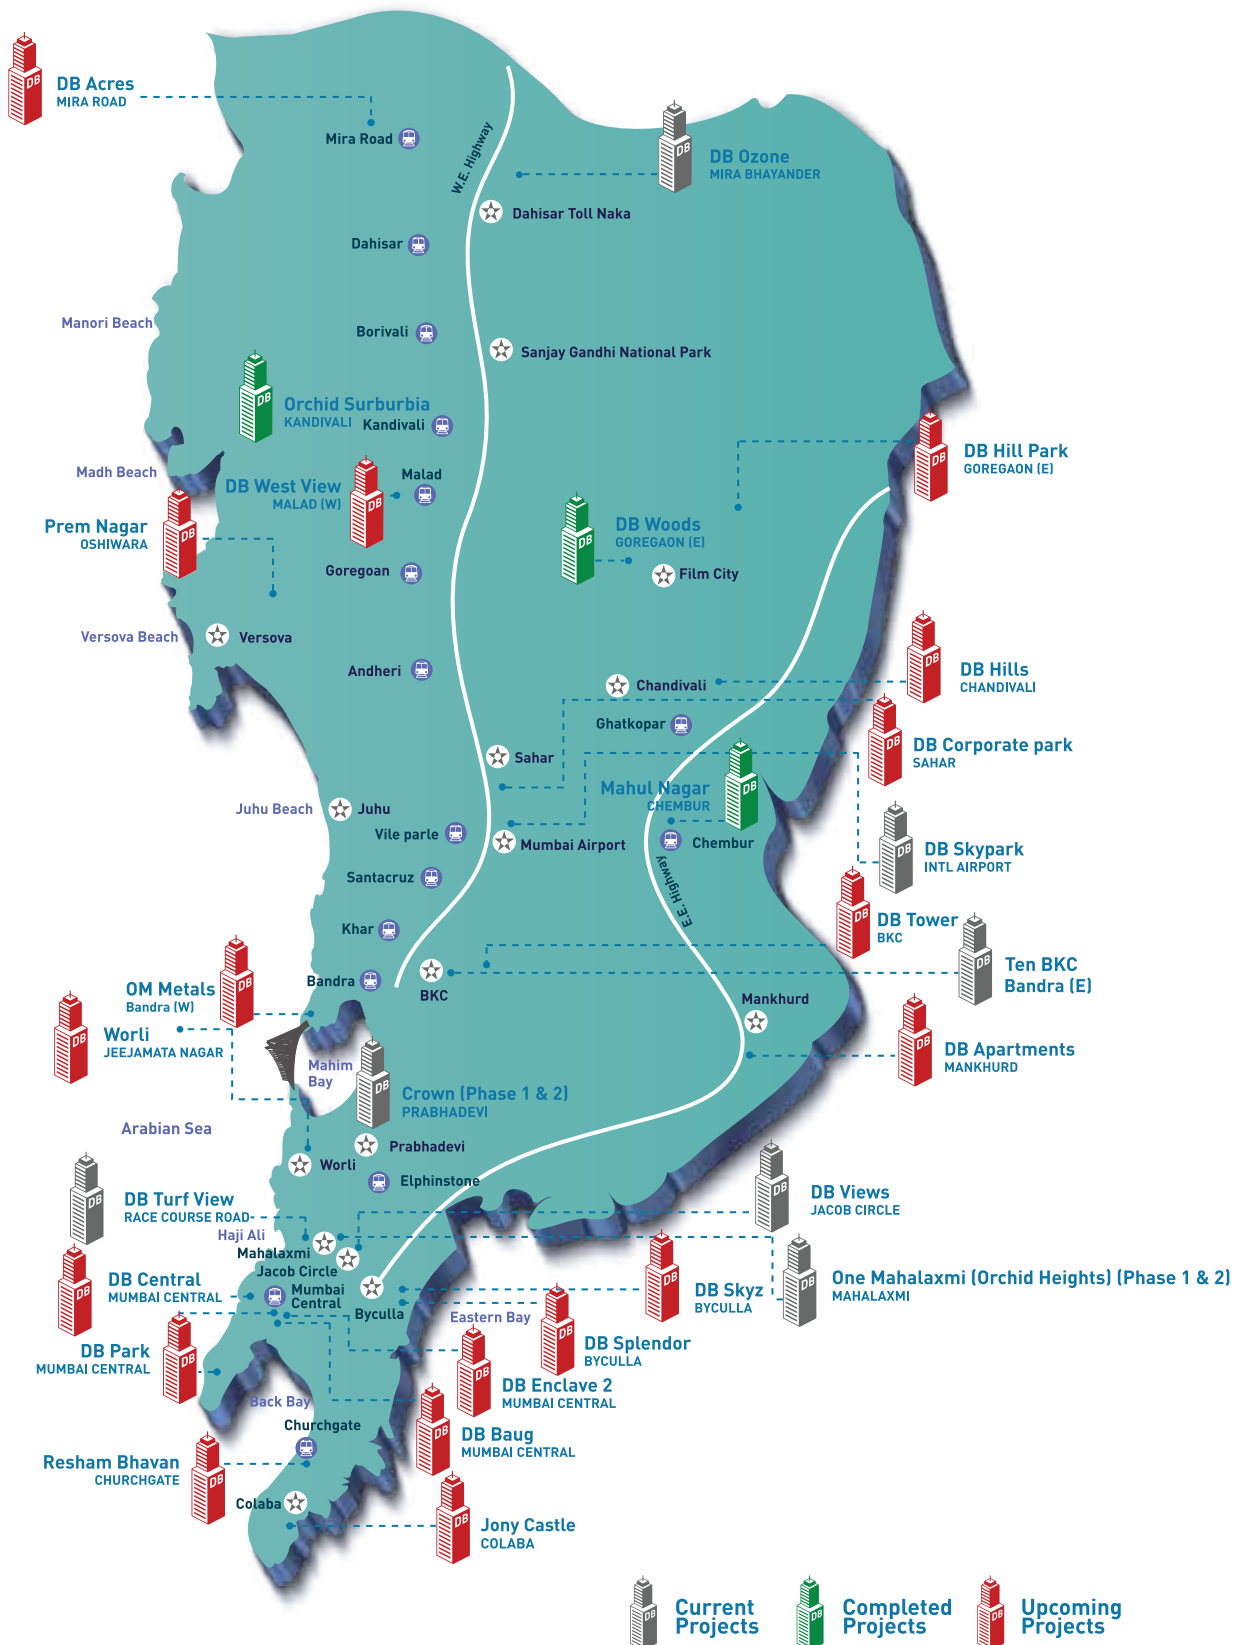 DB Acres
MIRA ROAD
Mira Road
W.E. Highway
DB Ozone
MIRA BHAYANDER
Dahisar Toll Naka
Dahisar
Manori Beach
Borivali
Sanjay Gandhi National Park
Orchid Surburbia
KANDIVALI
Kandivali
Madh Beach
DB West View
MALAD (W)
Malad
DB Hill Park
GOREGAON (E)
Prem Nagar
OSHIWARA
DB Woods
GOREGAON (E)
Goregoan
Film City
Versova Beach
Versova
Andheri
Chandivali
DB Hills
CHANDIVALI
Ghatkopar
Sahar
DB Corporate park
SAHAR
Mahul Nagar
CHEMBUR
Juhu Beach
Juhu
Vile parle
Mumbai Airport
Chembur
DB Skypark
INTL AIRPORT
Santacruz
E.E. Highway
Khar
DB Tower
BKC
Bandra
BKC
Ten BKC
Bandra (E)
OM Metals
Bandra (W)
Mankhurd
Worli
JEEJAMATA NAGAR
DB Apartments
MANKHURD
Mahim
Bay
Crown (Phase 1 & 2)
PRABHADEVI
Arabian Sea
Prabhadevi
Worli
Elphinstone
DB Turf View
RACE COURSE ROAD
DB Views
JACOB CIRCLE
Haji Ali
Mahalaxmi
Jacob Circle
DB Central
MUMBAI CENTRAL
Mumbai
Central
Byculla
DB Skyz
BYCULLA
One Mahalaxmi (Orchid Heights) (Phase 1 & 2)
MAHALAXMI
Eastern Bay
DB Splendor
BYCULLA
DB Park
MUMBAI CENTRAL
DB Enclave 2
MUMBAI CENTRAL
Back Bay
Churchgate
DB Baug
MUMBAI CENTRAL
Resham Bhavan
CHURCHGATE
Colaba
Jony Castle
COLABA
DB
Current
Projects
DB
Completed
Projects
DB
Upcoming
Projects